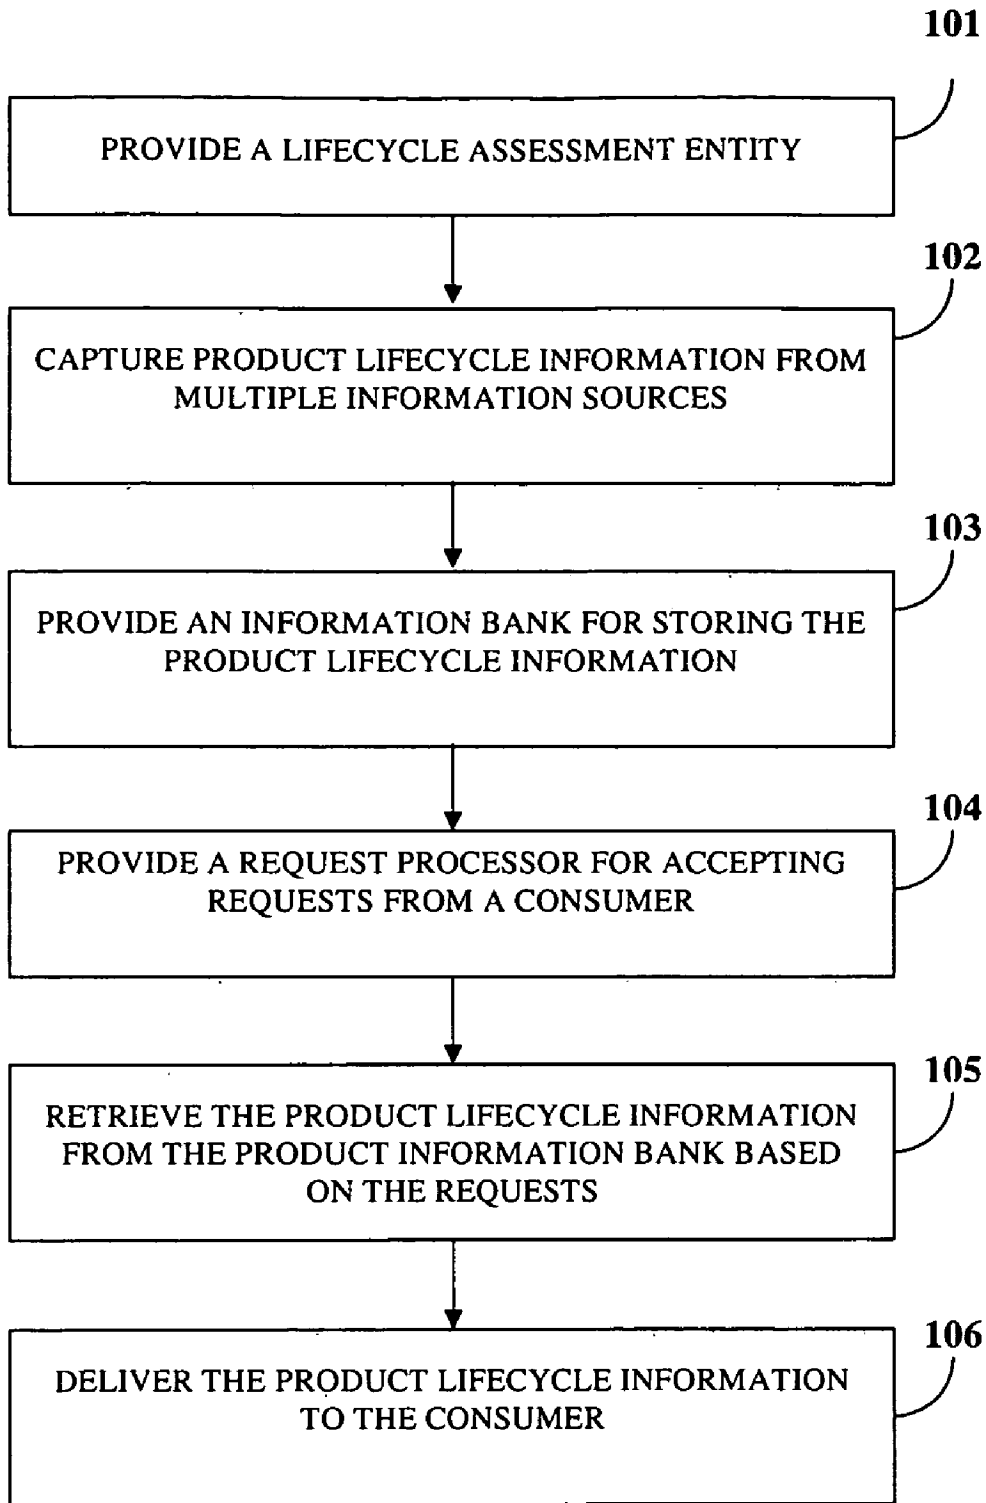 101
PROVIDE A LIFECYCLE ASSESSMENT ENTITY
102
CAPTURE PRODUCT LIFECYCLE INFORMATION FROM
MULTIPLE INFORMATION SOURCES
103
PROVIDE AN INFORMATION BANK FOR STORING THE
PRODUCT LIFECYCLE INFORMATION
104
PROVIDE A REQUEST PROCESSOR FOR ACCEPTING
REQUESTS FROM A CONSUMER
105
RETRIEVE THE PRODUCT LIFECYCLE INFORMATION
FROM THE PRODUCT INFORMATION BANK BASED
ON THE REQUESTS
106
DELIVER THE PRODUCT LIFECYCLE INFORMATION
TO THE CONSUMER